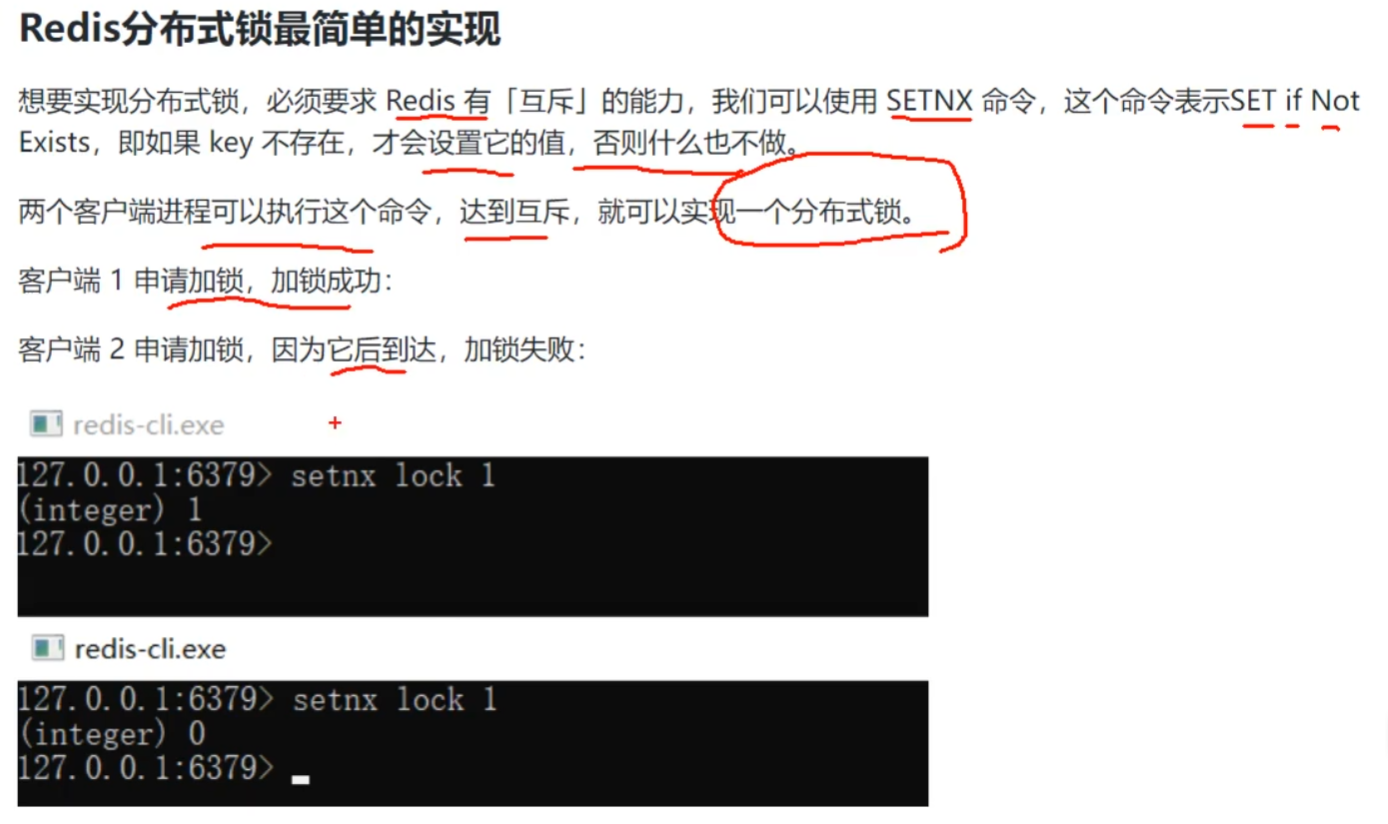 Redis分布式锁最简单的实现
想要实现分布式锁，必须要求 Redis 有「互斥」的能力，我们可以使用 SETNX 命令，这个命令表示SET if Not
Exists，即如果 key 不存在，才会设置它的值，否则什么也不做。
两个客户端进程可以执行这个命令，达到互斥，就可以实现一个分布式锁。
客户端 1 申请加锁，加锁成功：
客户端 2 申请加锁，因为它后到达，加锁失败：
redis-cli.exe
127.0.0.1:6379> setnx lock 1
(integer) 1
127.0.0.1:6379>
redis-cli.exe
127.0.0.1:6379> setnx lock 1
(integer) 0
127.0.0.1:6379>